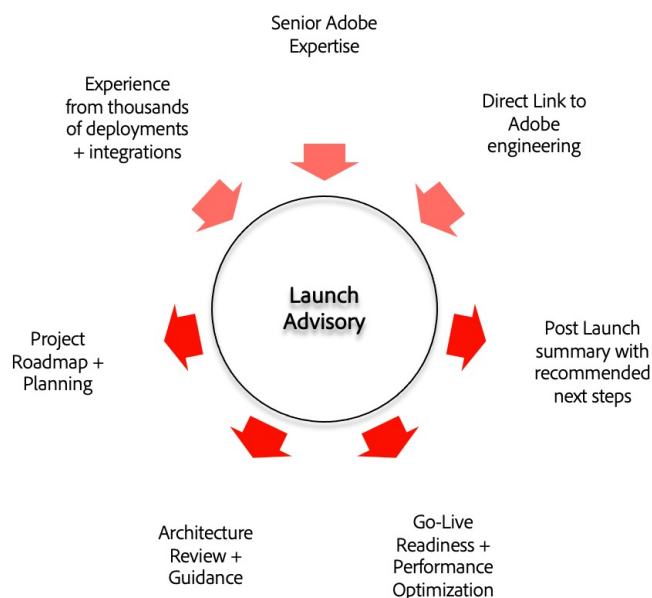 Senior Adobe
Expertise
Experience
from thousands
of deployments
+ integrations
Direct Link to
Adobe
engineering
Launch
Advisory
Project
Roadmap +
Planning
Post Launch
summary with
recommended
next steps
Architecture
Review +
Guidance
Go-Live
Readiness +
Performance
Optimization